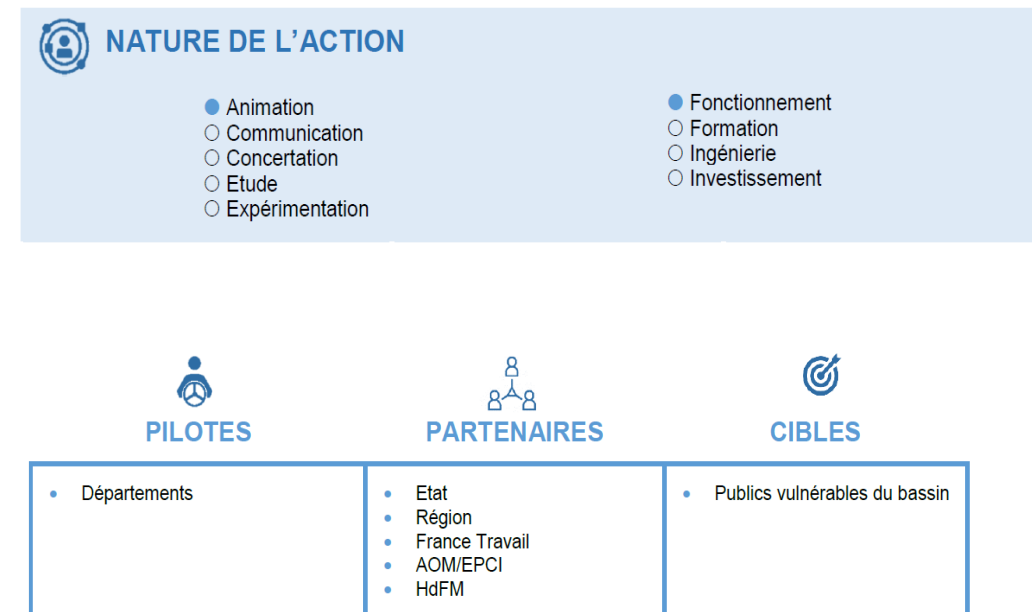 NATURE DE L’ACTION
Animation
Communication
Concertation
Etude
Expérimentation
Fonctionnement
Formation
Ingénierie
Investissement
PILOTES
PARTENAIRES
CIBLES
Départements
Etat
Région
France Travail
AOM/EPCI
HdFM
Publics vulnérables du bassin